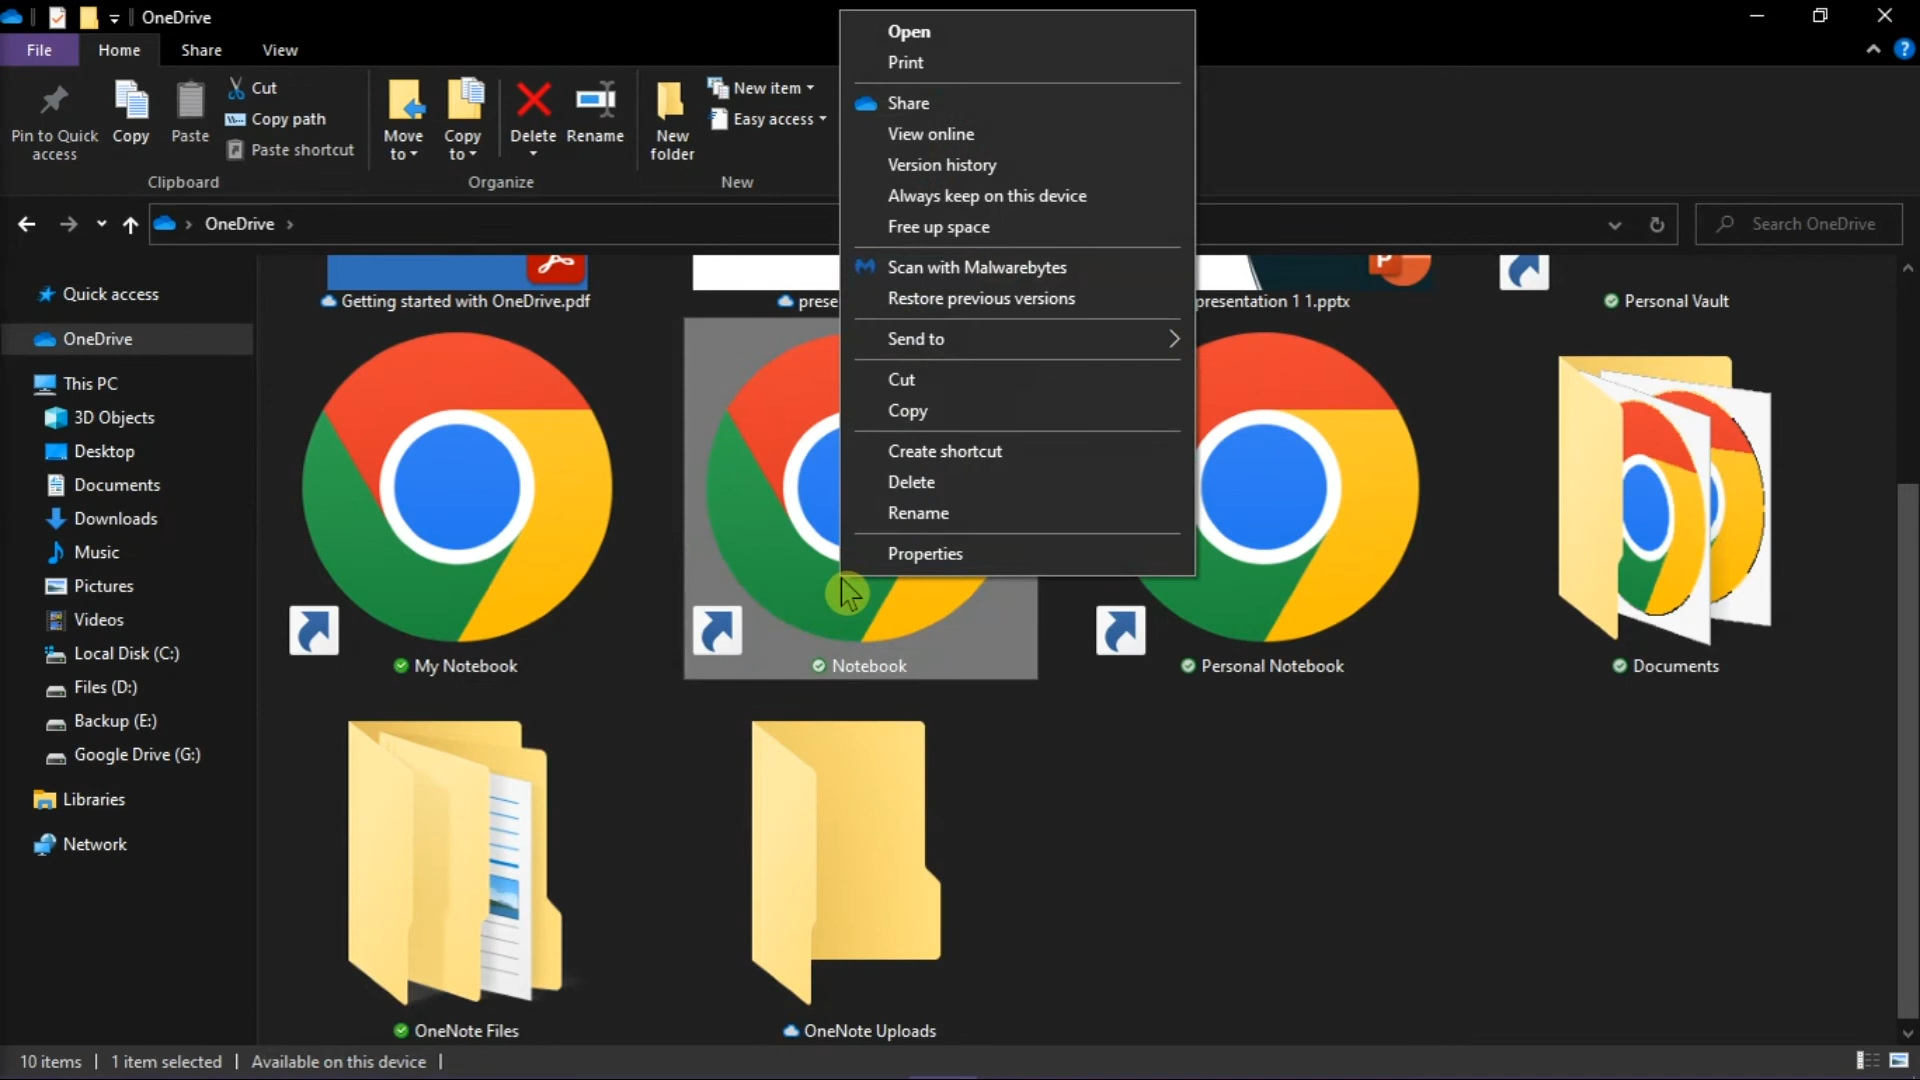 OneDrive
File Home Share View
Pin to Quick access
Copy
Paste
Cut
Copy path
Paste shortcut
Clipboard
Move to
Copy to
Delete
Rename
Organize
New folder
New item
Easy access
New
OneDrive
Search OneDrive
Quick access
OneDrive
This PC
3D Objects
Desktop
Documents
Downloads
Music
Pictures
Videos
Local Disk (C:)
Files (D:)
Backup (E:)
Google Drive (G:)
Libraries
Network
Getting started with OneDrive.pdf
prese
presentation 1 1.pptx
Personal Vault
My Notebook
Notebook
Personal Notebook
Documents
OneNote Files
OneNote Uploads
Open
Print
Share
View online
Version history
Always keep on this device
Free up space
Scan with Malwarebytes
Restore previous versions
Send to
Cut
Copy
Create shortcut
Delete
Rename
Properties
10 items 1 item selected Available on this device